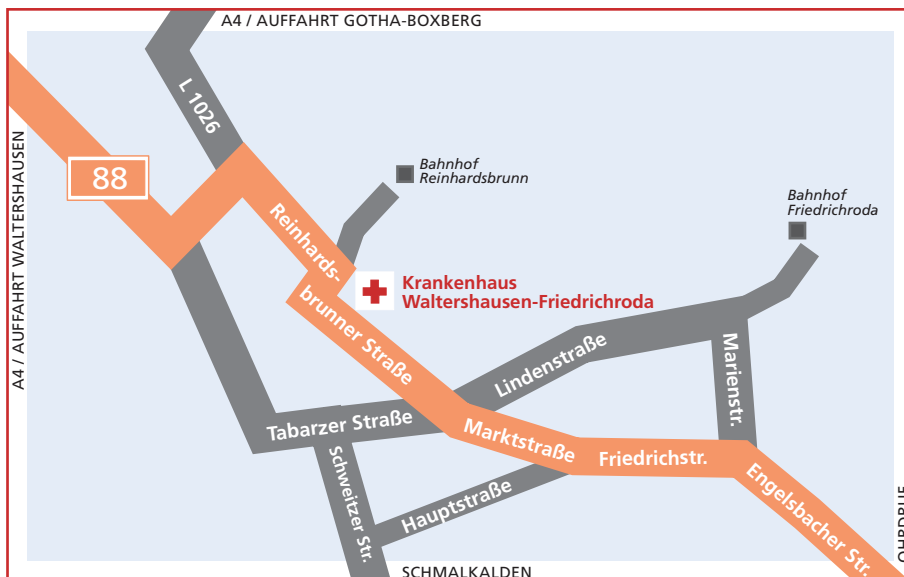 A4 / AUFFAHRT GOTHA-BOXBERG
L 1026
A4 / AUFFAHRT WALTERSHAUSEN
88
Bahnhof
Reinhardsbrunn
Bahnhof
Friedrichroda
Reinhards-
brunner Straße
Krankenhaus
Waltershausen-Friedrichroda
Lindenstraße
Marienstr.
Tabarzer Straße
Marktstraße
Friedrichstr.
Schweitzer Str.
Hauptstraße
Engelsbacher Str.
OHRDRUF
SCHMALKALDEN